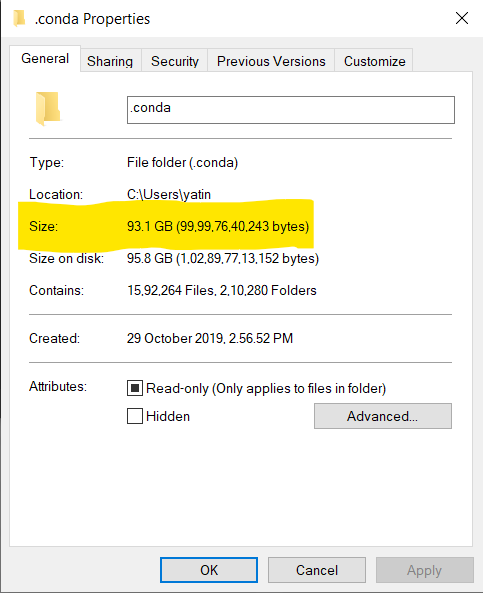 .conda Properties
General Sharing Security Previous Versions Customize
.conda
Type: File folder (.conda)
Location: C:\Users\yatin
Size: 93.1 GB (99,99,76,40,243 bytes)
Size on disk: 95.8 GB (1,02,89,77,13,152 bytes)
Contains: 15,92,264 Files, 2,10,280 Folders
Created: 29 October 2019, 2.56.52 PM
Attributes: Read-only (Only applies to files in folder)
Hidden Advanced...
OK Cancel Apply